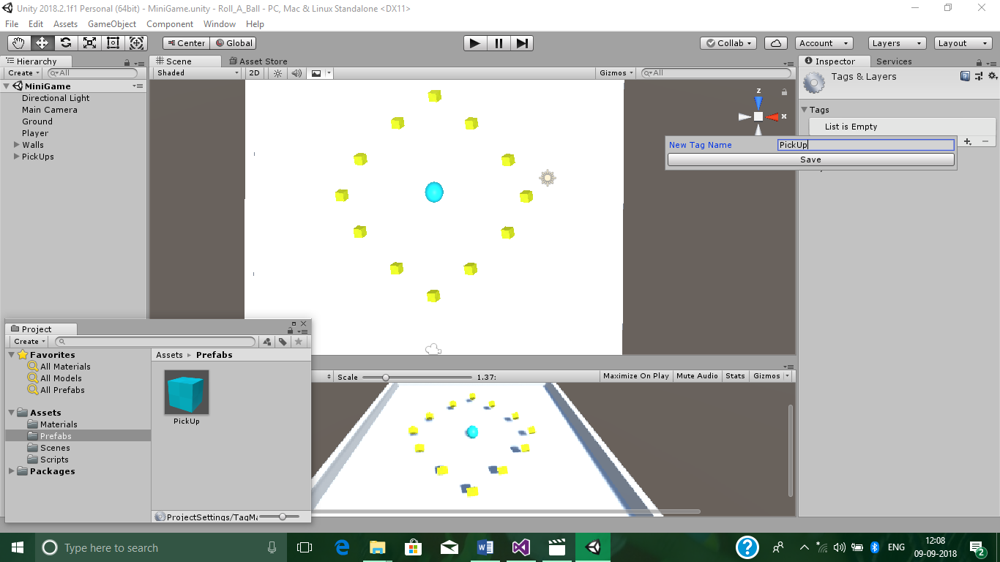 Unity 2018.2.1f1 Personal (64bit) - MiniGame.unity - Roll_A_Ball - PC, Mac & Linux Standalone <DX11>
File Edit Assets GameObject Component Window Help
Center Global Collab Account Layers Layout
Hierarchy
Create All
MiniGame
Directional Light
Main Camera
Ground
Player
Walls
PickUps
Scene Asset Store
Shaded 2D Gizmos All
z
x
Inspector Services
Tags & Layers
Tags
List is Empty
New Tag Name PickUp
Save
Project
Create
Favorites
All Materials
All Models
All Prefabs
Assets
Materials
Prefabs
Scenes
Scripts
Packages
Assets Prefabs
PickUp
ProjectSettings/TagMa
Scale 1.37: Maximize On Play Mute Audio Stats Gizmos
Type here to search
ENG
12:08
09-09-2018
2